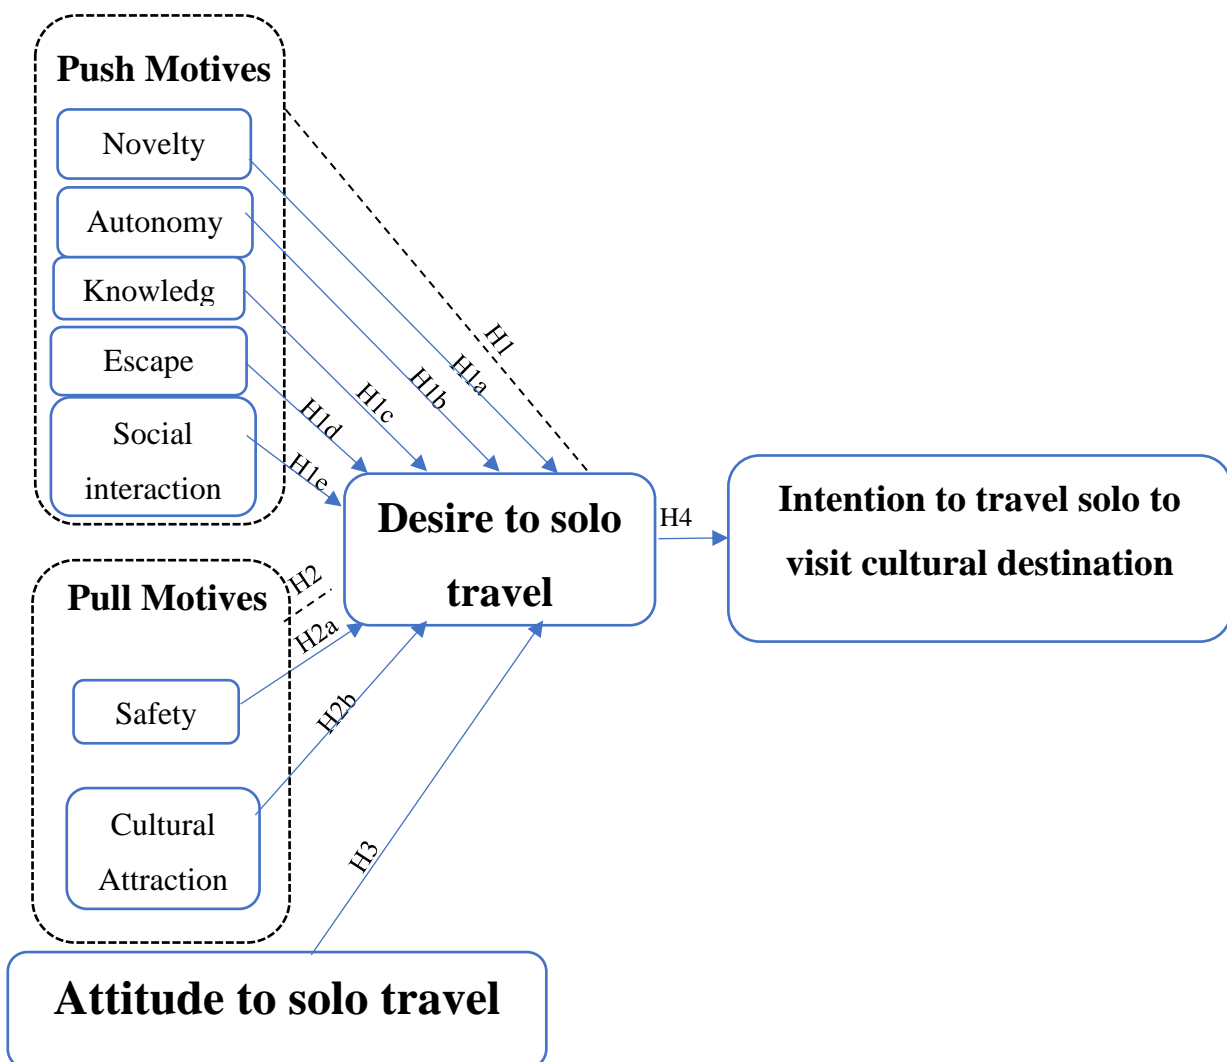 Push Motives
Novelty
Autonomy
Knowledg
Escape
Social
interaction
H1
H1a
H1b
H1c
H1d
H1e
Desire to solo
travel
H4
Intention to travel solo to
visit cultural destination
Pull Motives
H2
H2a
Safety
H2b
Cultural
Attraction
H3
Attitude to solo travel